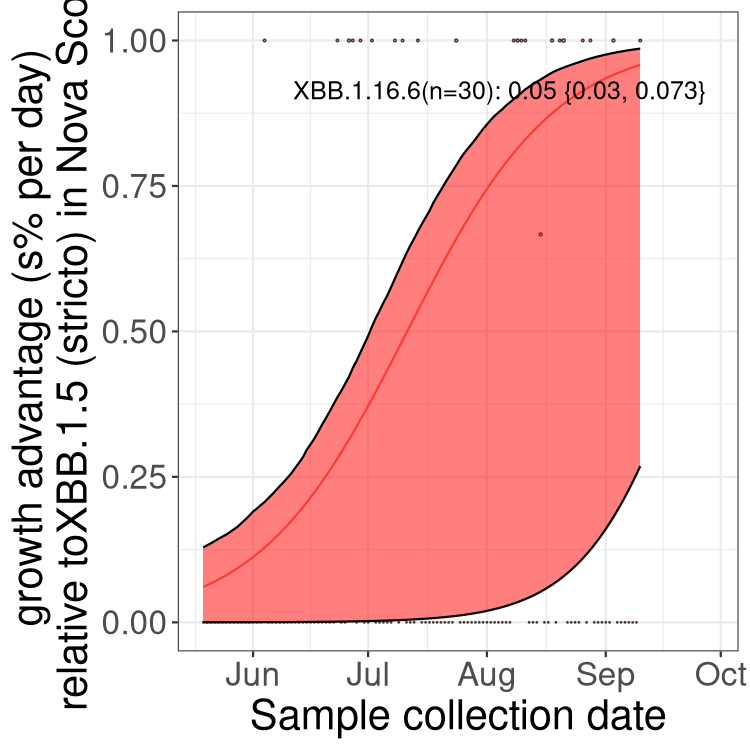 growth advantage (s% per day)
relative toXBB.1.5 (stricto) in Nova Sco
1.00
0.75
0.50
0.25
0.00
XBB.1.16.6(n=30): 0.05 {0.03, 0.073}
Jun Jul Aug Sep Oct
Sample collection date